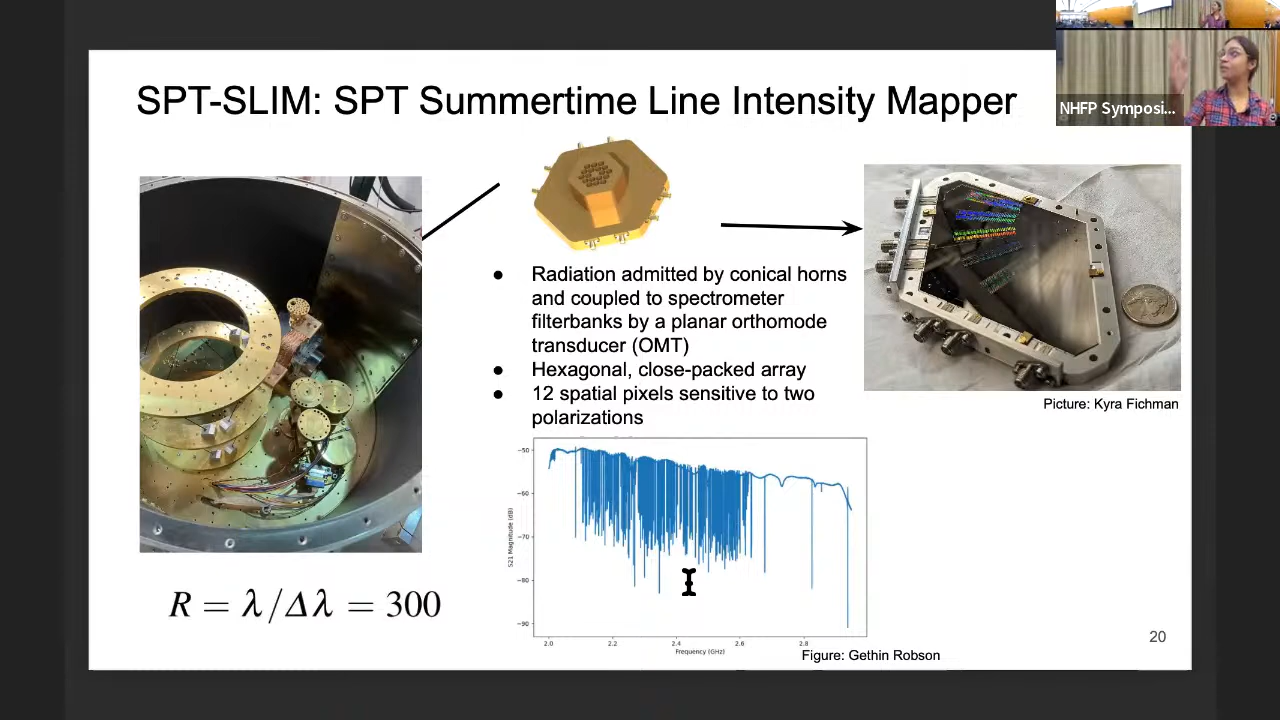 SPT-SLIM: SPT Summertime Line Intensity Mapper
NHFP Symposi...
● Radiation admitted by conical horns
and coupled to spectrometer
filterbanks by a planar orthomode
transducer (OMT)
● Hexagonal, close-packed array
● 12 spatial pixels sensitive to two
polarizations
Picture: Kyra Fichman
S21 Magnitude (dB)
−50
−60
−70
−80
−90
2.0 2.2 2.4 2.6 2.8
Frequency (GHz)
R = λ/Δλ = 300
Figure: Gethin Robson
20